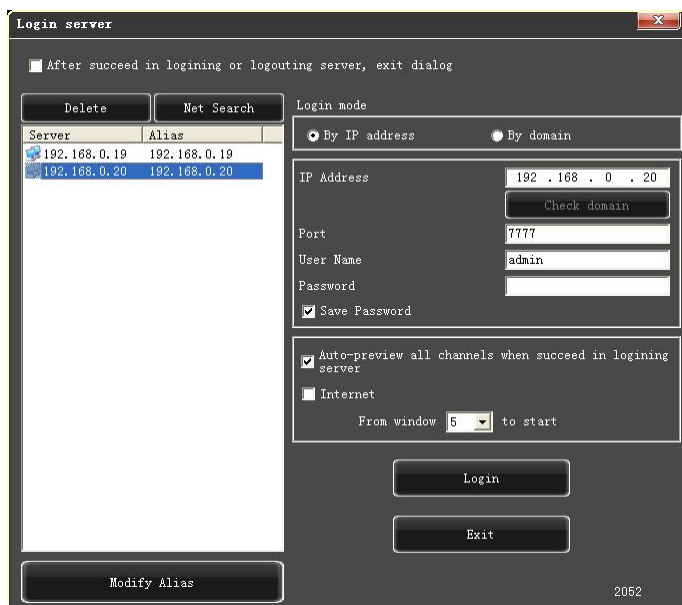 Login server
After succeed in logining or logouting server, exit dialog
Delete
Net Search
Server Alias
192.168.0.19 192.168.0.19
192.168.0.20 192.168.0.20
Modify Alias
Login mode
By IP address
By domain
IP Address 192 .168 . 0 . 20
Check domain
Port 7777
User Name admin
Password
Save Password
Auto-preview all channels when succeed in logining
server
Internet
From window 5 to start
Login
Exit
2052